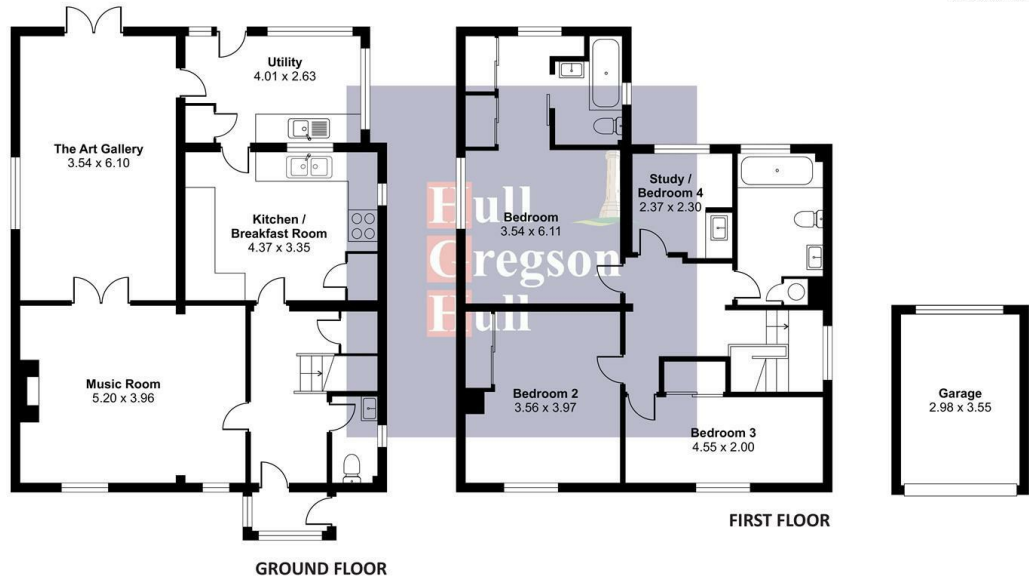 Utility
4.01 x 2.63
The Art Gallery
3.54 x 6.10
Kitchen /
Breakfast Room
4.37 x 3.35
Music Room
5.20 x 3.96
GROUND FLOOR
Hull
Gregson
Hull
Bedroom
3.54 x 6.11
Study /
Bedroom 4
2.37 x 2.30
Bedroom 2
3.56 x 3.97
Bedroom 3
4.55 x 2.00
FIRST FLOOR
Garage
2.98 x 3.55